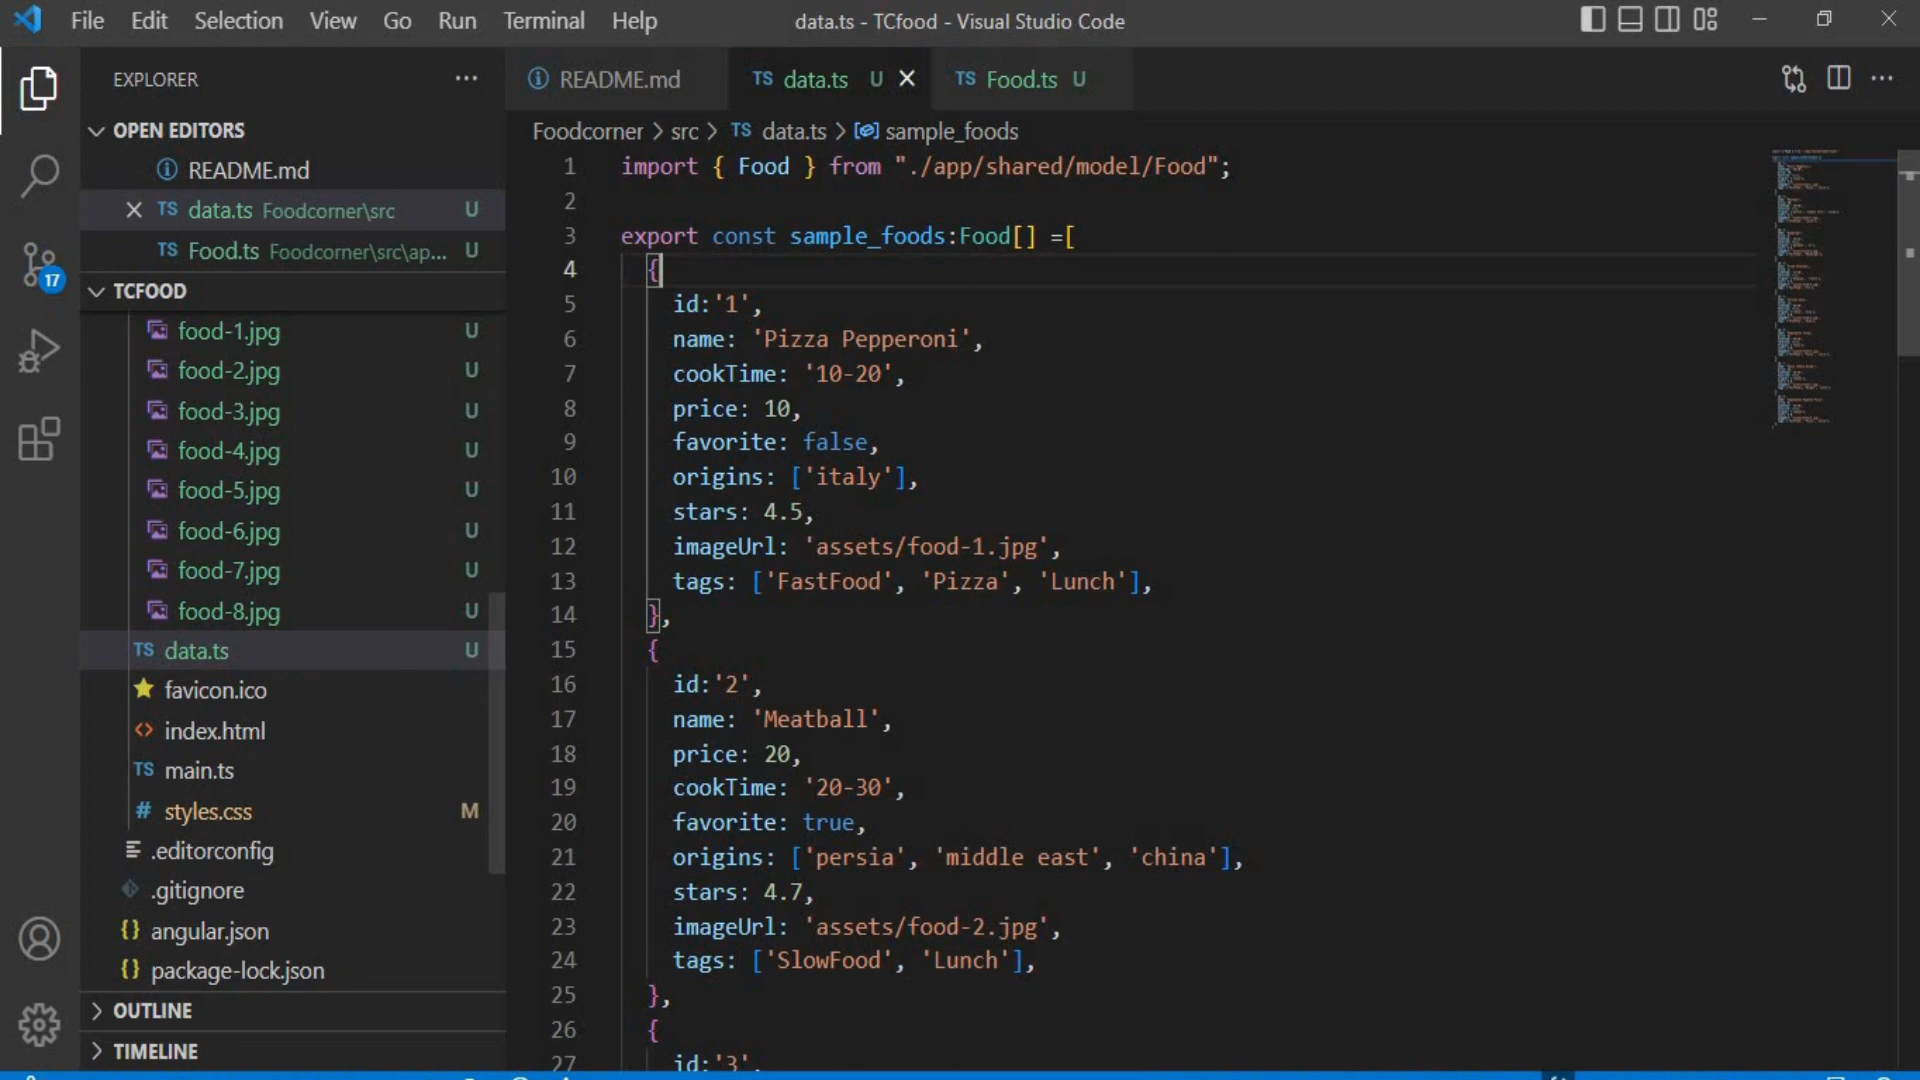 File Edit Selection View Go Run Terminal Help data.ts - TCfood - Visual Studio Code
EXPLORER
OPEN EDITORS
README.md
data.ts Foodcorner\src U
Food.ts Foodcorner\src\ap... U
17
TCFOOD
food-1.jpg U
food-2.jpg U
food-3.jpg U
food-4.jpg U
food-5.jpg U
food-6.jpg U
food-7.jpg U
food-8.jpg U
TS data.ts U
favicon.ico
index.html
TS main.ts
# styles.css M
.editorconfig
.gitignore
{} angular.json
{} package-lock.json
OUTLINE
TIMELINE
README.md TS data.ts U TS Food.ts U
Foodcorner > src > TS data.ts > sample_foods
1 import { Food } from "./app/shared/model/Food";
2
3 export const sample_foods:Food[] =[
4 {
5 id:'1',
6 name: 'Pizza Pepperoni',
7 cookTime: '10-20',
8 price: 10,
9 favorite: false,
10 origins: ['italy'],
11 stars: 4.5,
12 imageUrl: 'assets/food-1.jpg',
13 tags: ['FastFood', 'Pizza', 'Lunch'],
14 },
15 {
16 id:'2',
17 name: 'Meatball',
18 price: 20,
19 cookTime: '20-30',
20 favorite: true,
21 origins: ['persia', 'middle east', 'china'],
22 stars: 4.7,
23 imageUrl: 'assets/food-2.jpg',
24 tags: ['SlowFood', 'Lunch'],
25 },
26 {
27 id:'3',